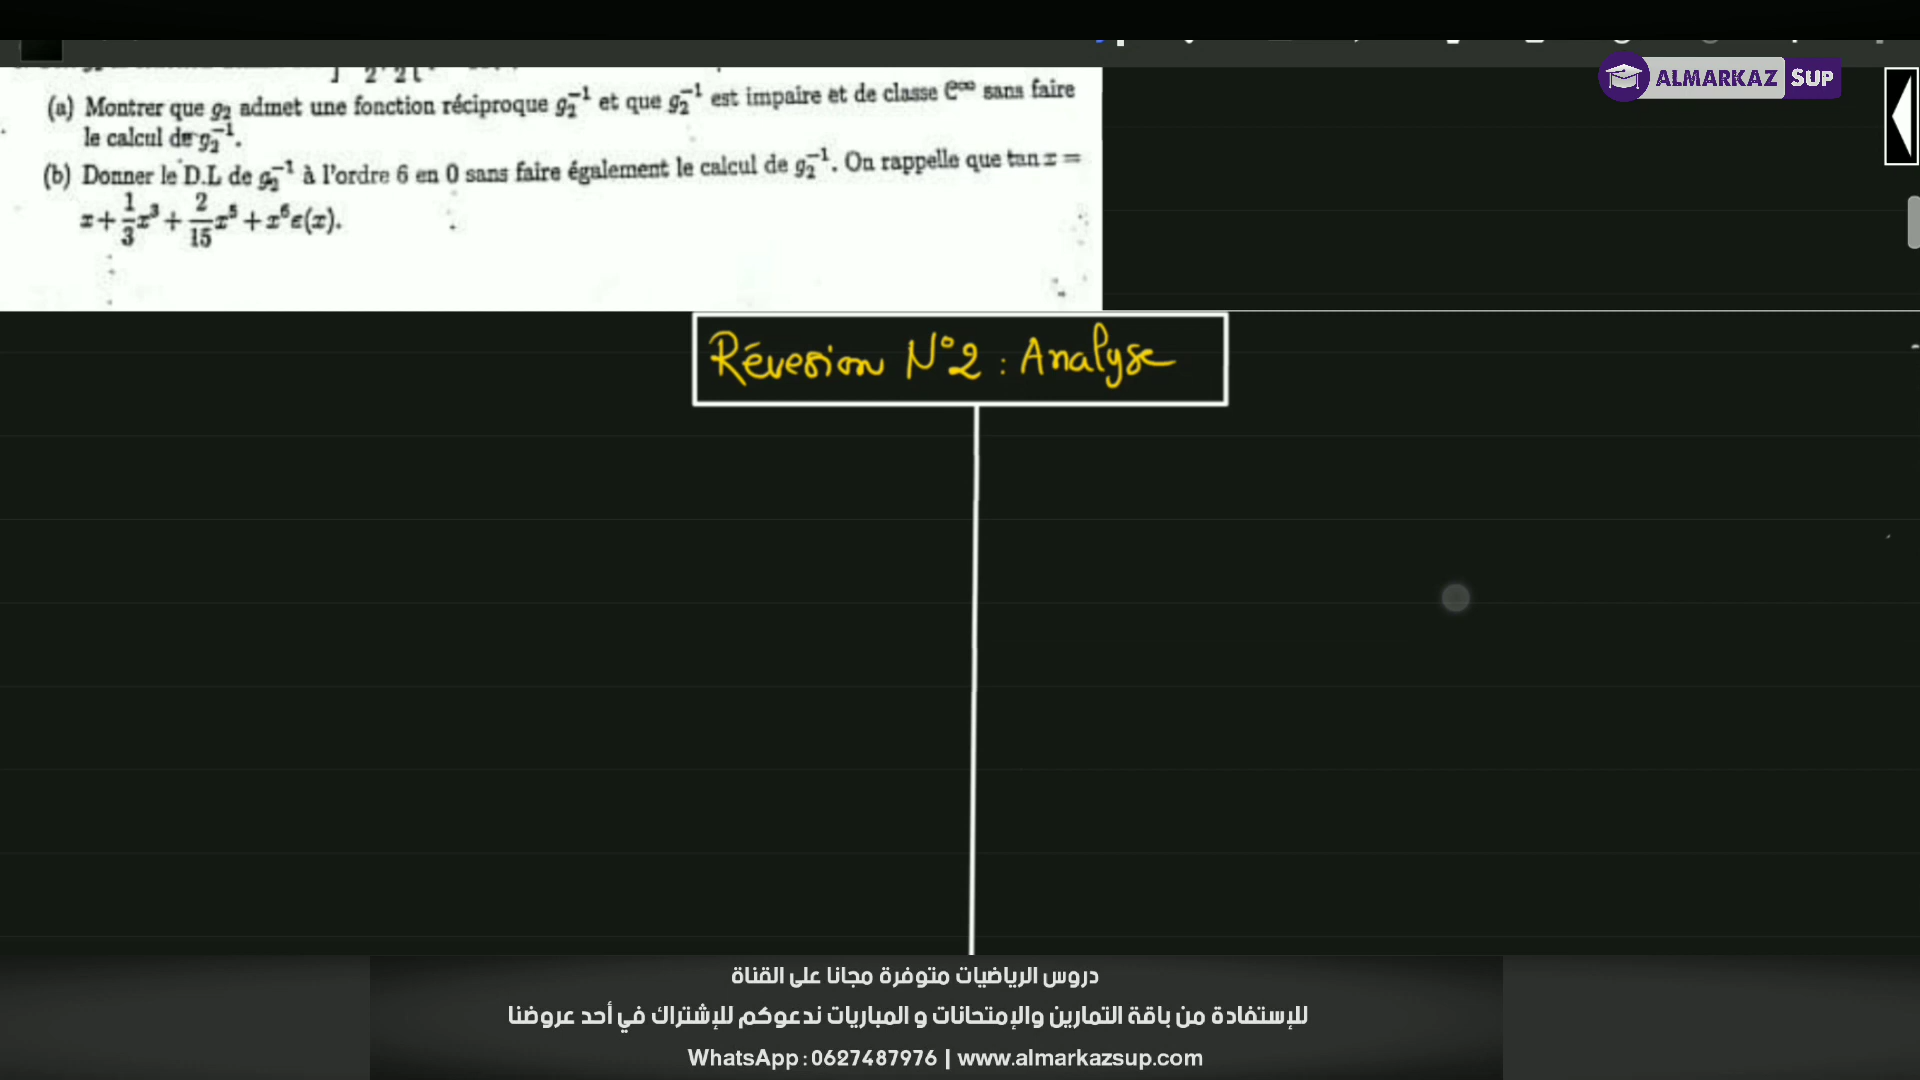 ALMARKAZ SUP
(a) Montrer que g₂ admet une fonction réciproque g₂⁻¹ et que g₂⁻¹ est impaire et de classe C^∞ sans faire
le calcul de g₂⁻¹.
(b) Donner le D.L de g₂⁻¹ à l'ordre 6 en 0 sans faire également le calcul de g₂⁻¹. On rappelle que tan x =
x + 1/3 x³ + 2/15 x⁵ + x⁶ε(x).
Révesion N°2 : Analyse
دروس الرياضيات متوفرة مجانا على القناة
للإستفادة من باقة التمارين والإمتحانات و المباريات ندعوكم للإشتراك في أحد عروضنا
WhatsApp : 0627487976 | www.almarkazsup.com